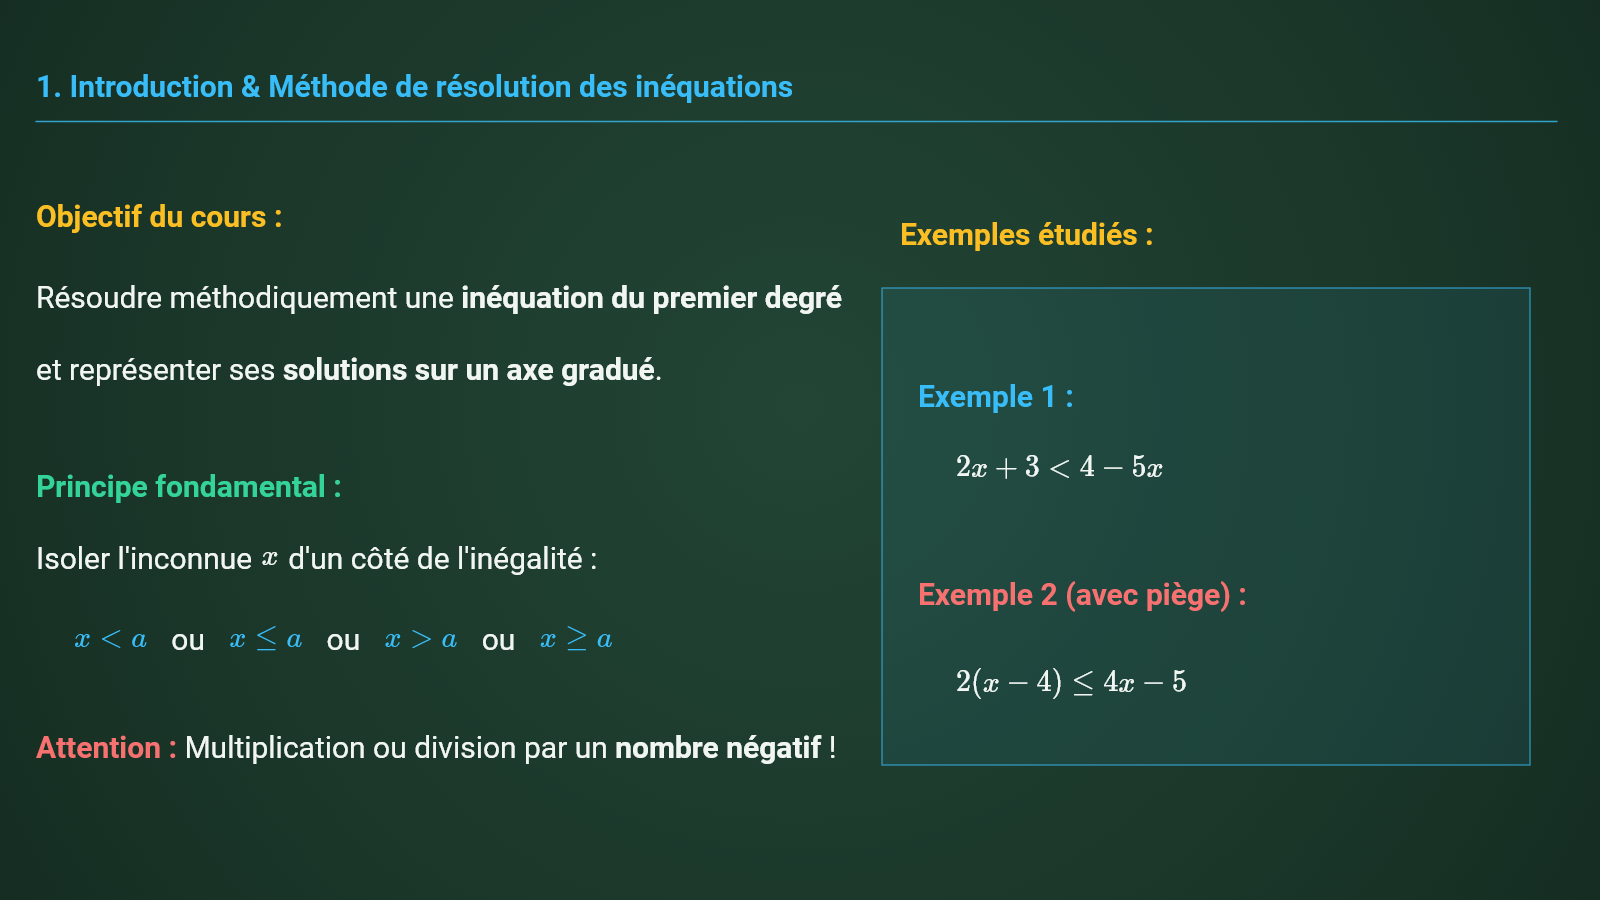 1. Introduction & Méthode de résolution des inéquations
Objectif du cours :
Résoudre méthodiquement une inéquation du premier degré
et représenter ses solutions sur un axe gradué.
Principe fondamental :
Isoler l'inconnue x d'un côté de l'inégalité :
x < a ou x ≤ a ou x > a ou x ≥ a
Attention : Multiplication ou division par un nombre négatif !
Exemples étudiés :
Exemple 1 :
2x + 3 < 4 − 5x
Exemple 2 (avec piège) :
2(x − 4) ≤ 4x − 5